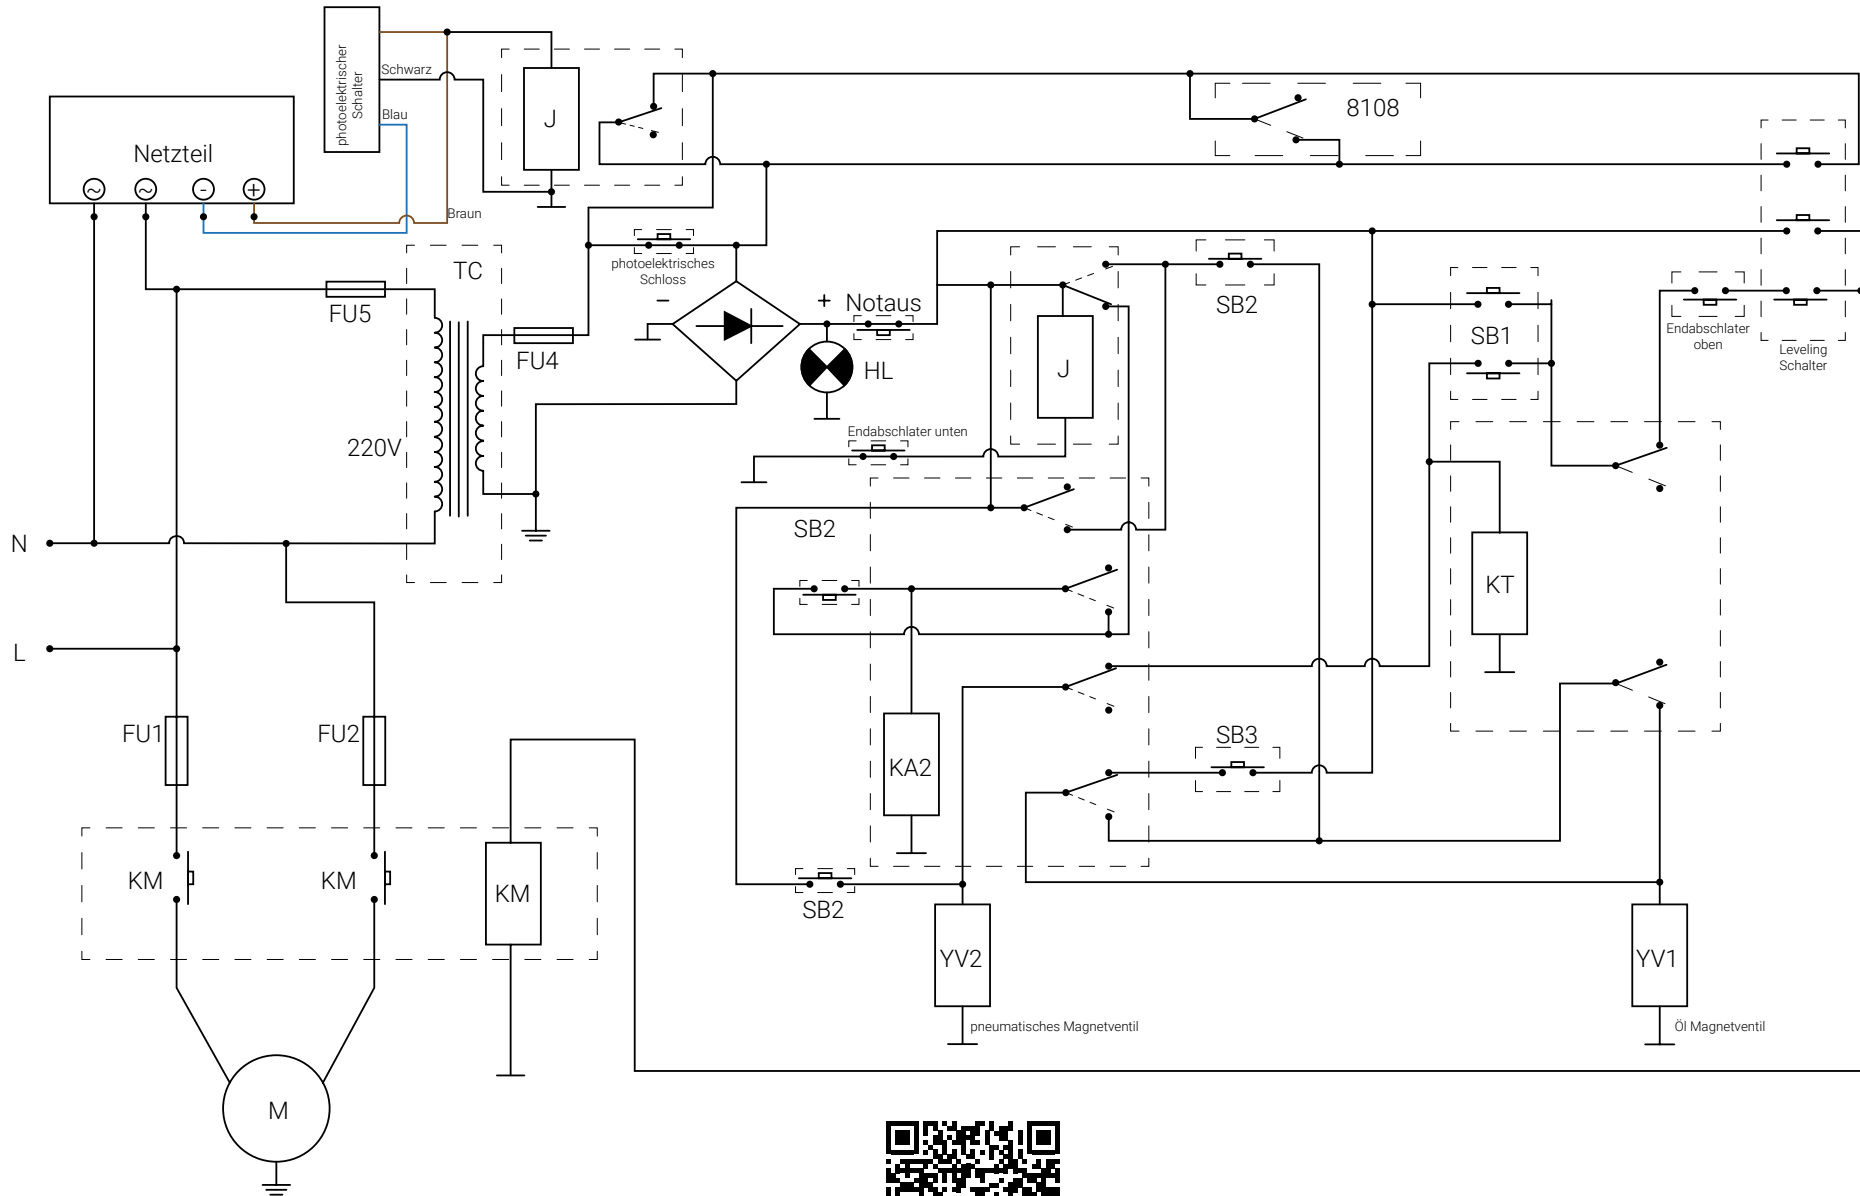 photoelektrischer
Schalter
Schwarz
Blau
J
8108
Netzteil
~ ~ - +
Braun
TC
photoelektrisches
Schloss
FU5
FU4
220V
- +
Notaus
HL
J
SB2
SB1
Endabschlater
oben
Leveling
Schalter
Endabschlater unten
SB2
N
L
KT
FU1
FU2
KA2
SB3
KM
KM
KM
SB2
YV2
pneumatisches Magnetventil
YV1
Öl Magnetventil
M